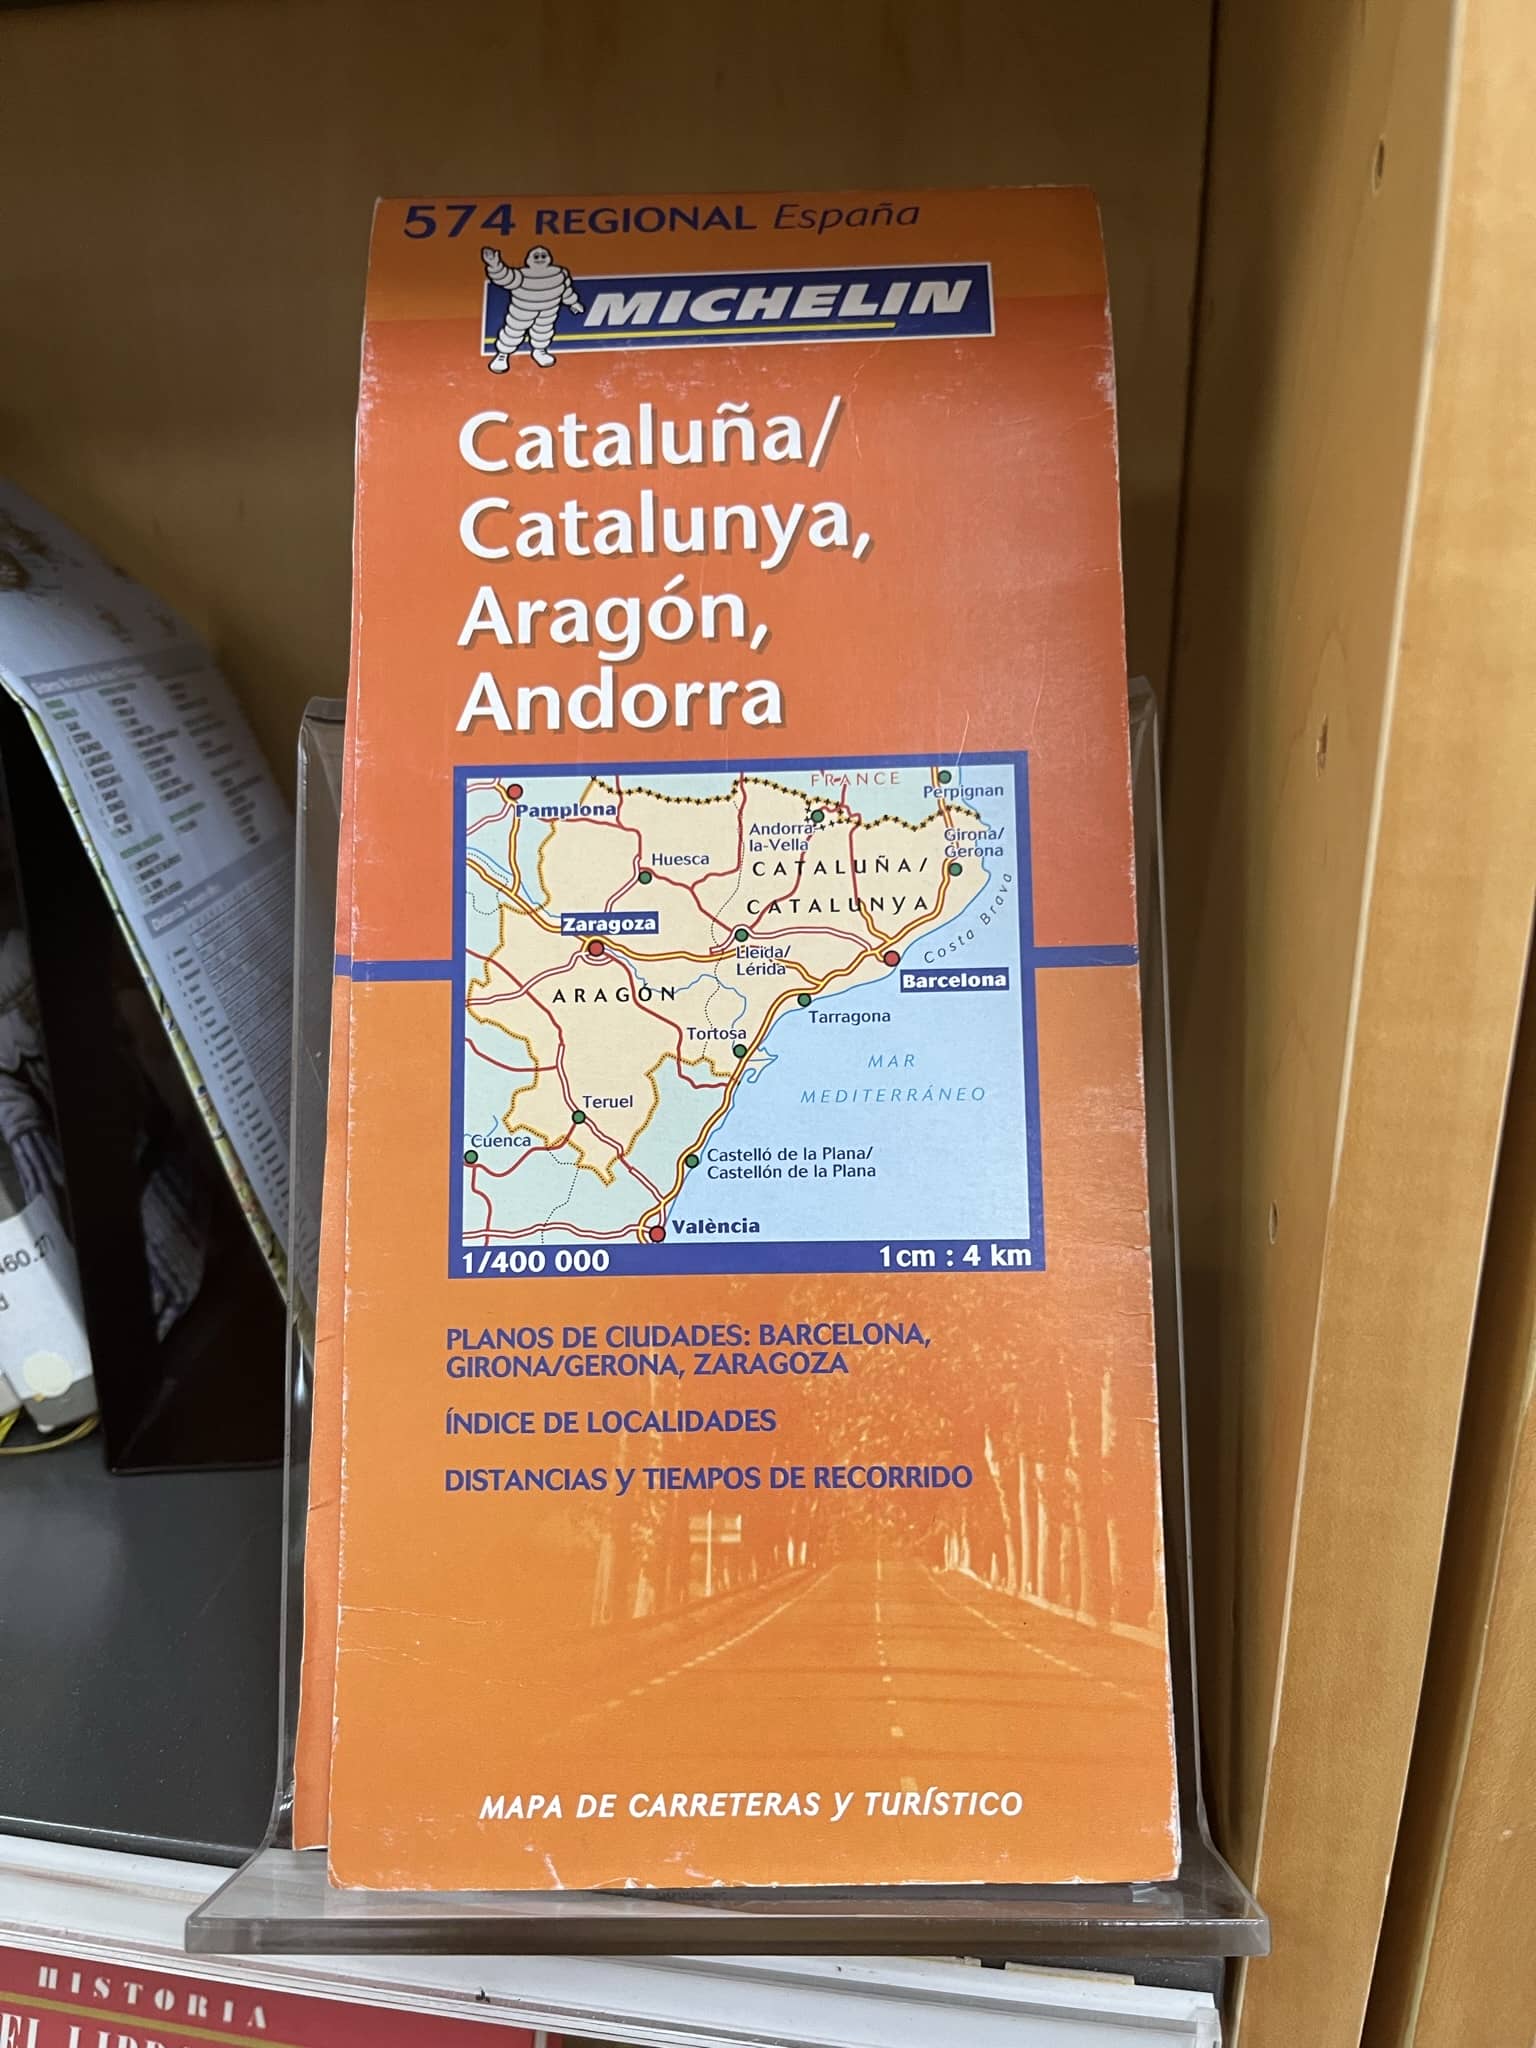 574 REGIONAL España
MICHELIN
Cataluña/
Catalunya,
Aragón,
Andorra
FRANCE
Perpignan
Pamplona
Andorra-
la-Vella
Girona/
Gerona
Huesca
CATALUÑA/
CATALUNyA
Costa Brava
Zaragoza
Lleida/
Lérida
Barcelona
ARAGÓN
Tarragona
Tortosa
MAR
MEDITERRÁNEO
Teruel
Cuenca
Castelló de la Plana/
Castellón de la Plana
València
1/400 000
1cm : 4 km
PLANOS DE CIUDADES: BARCELONA,
GIRONA/GERONA, ZARAGOZA
ÍNDICE DE LOCALIDADES
DISTANCIAS y TIEMPOS DE RECORRIDO
MAPA DE CARRETERAS y TURÍSTICO
HISTORIA